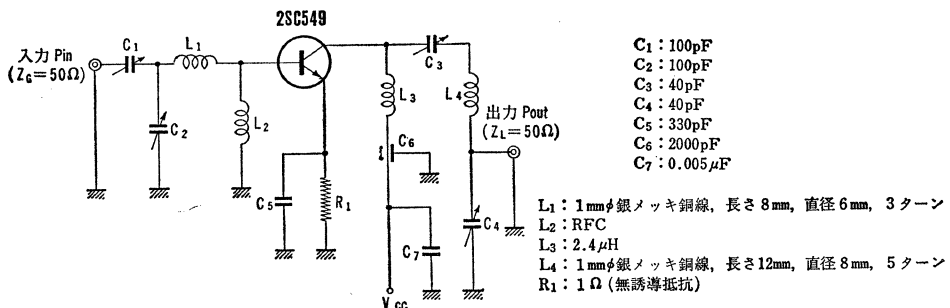 2SC549
入力 Pin
(Z_G=50Ω)
C₁
L₁
C₂
L₂
C₅
R₁
C₃
L₃
L₄
C₆
C₇
C₄
V_CC
出力 Pout
(Z_L=50Ω)
C₁：100pF
C₂：100pF
C₃：40pF
C₄：40pF
C₅：330pF
C₆：2000pF
C₇：0.005μF
L₁：1mmφ銀メッキ銅線，長さ8mm，直径6mm，3ターン
L₂：RFC
L₃：2.4μH
L₄：1mmφ銀メッキ銅線，長さ12mm，直径8mm，5ターン
R₁：1Ω(無誘導抵抗)